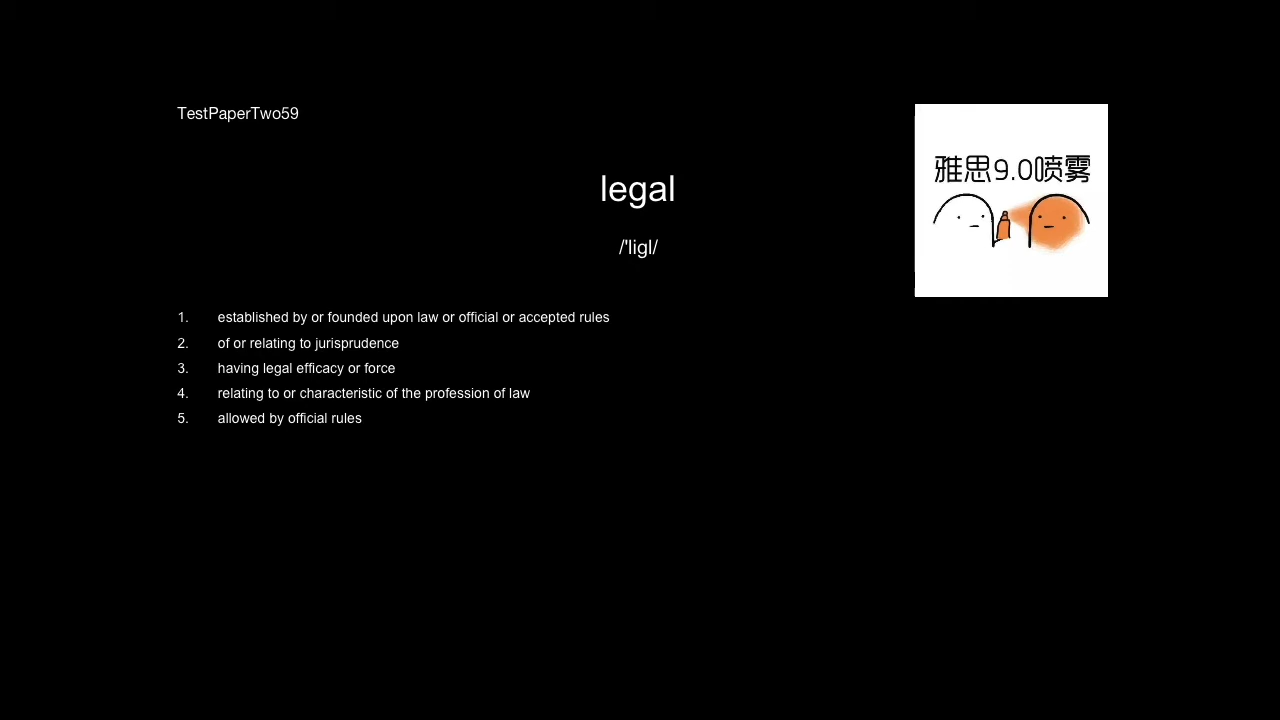 TestPaperTwo59
雅思9.0喷雾
legal
/'ligl/
1. established by or founded upon law or official or accepted rules
2. of or relating to jurisprudence
3. having legal efficacy or force
4. relating to or characteristic of the profession of law
5. allowed by official rules